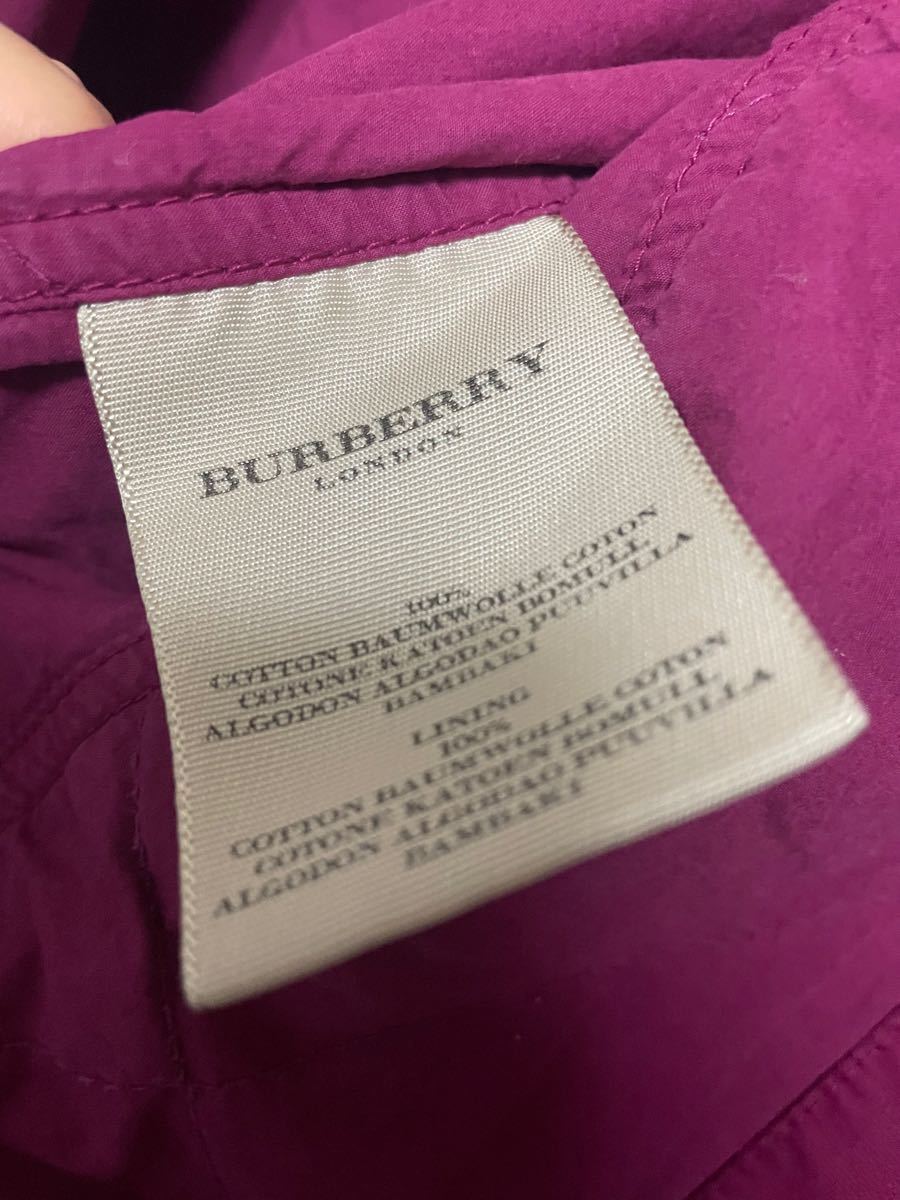 BURBERRY
LONDON
100%
COTTON BAUMWOLLE COTON
COTONE KATOEN BOMULL
ALGODON ALGODAO PUUVILLA
BAMBAKI
LINING
100%
COTTON BAUMWOLLE COTON
COTONE KATOEN BOMULL
ALGODON ALGODAO PUUVILLA
BAMBAKI